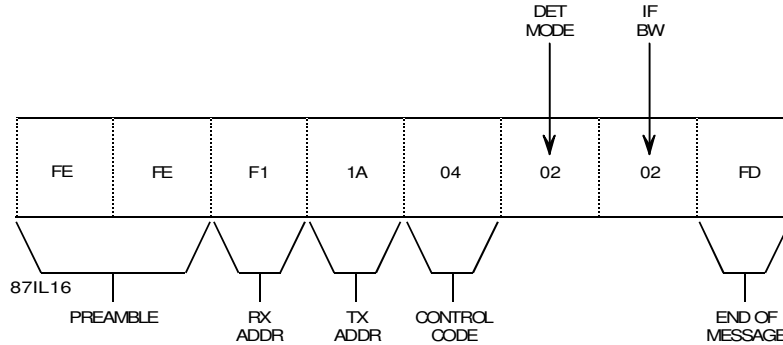 DET
MODE
IF
BW
FE FE F1 1A 04 02 02 FD
87IL16
PREAMBLE
RX
ADDR
TX
ADDR
CONTROL
CODE
END OF
MESSAGE